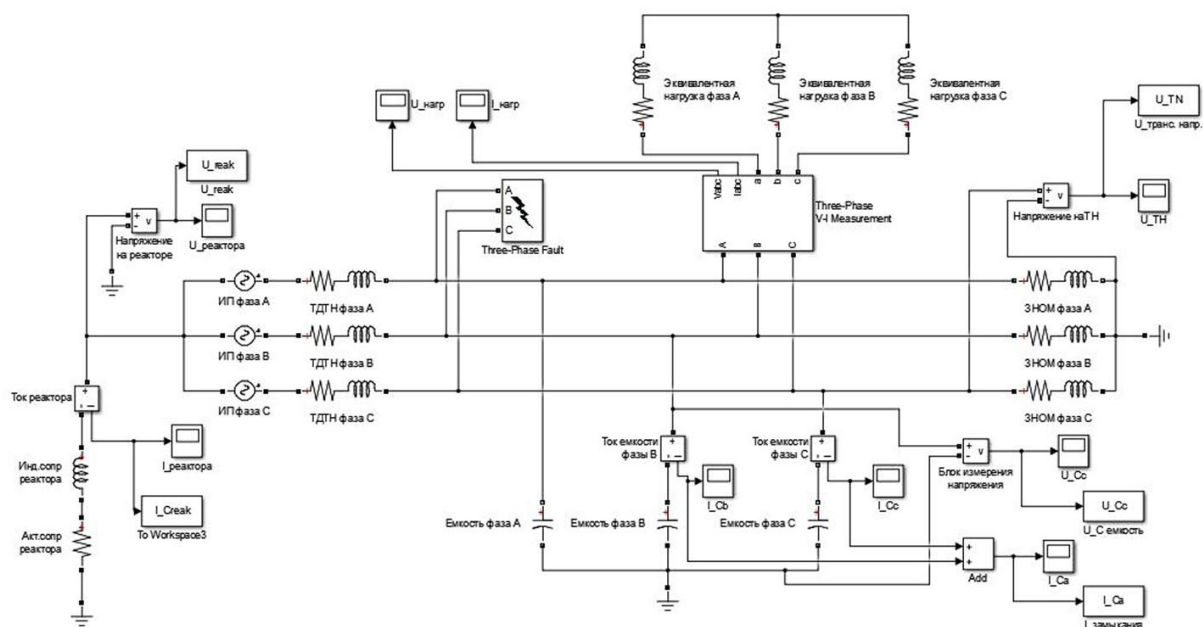 U_нагр
I_нагр
Эквивалентная
нагрузка фаза A
Эквивалентная
нагрузка фаза B
Эквивалентная
нагрузка фаза C
U_TN
U_транс. напр.
Vabc
Iabc
a
b
c
A
B
C
Three-Phase
V-I Measurement
U_reak
U_reak
U_реактора
+
-
v
Напряжение
на реакторе
A
B
C
Three-Phase Fault
+
-
v
Напряжение наТН
U_ТН
ИП фаза A
ТДТН фаза A
ЗНОМ фаза A
ИП фаза B
ТДТН фаза B
ЗНОМ фаза B
ИП фаза C
ТДТН фаза C
ЗНОМ фаза C
Ток реактора
I_реактора
Инд.сопр
реактора
I_Creak
To Workspace3
Акт.сопр
реактора
Ток емкости
фазы B
I_Cb
Ток емкости
фазы C
I_Cc
+
-
v
Блок измерения
напряжения
U_Cc
U_Cc
U_C емкость
Емкость фаза A
Емкость фаза B
Емкость фаза C
+
+
Add
I_Ca
I_Ca
I_замыкания